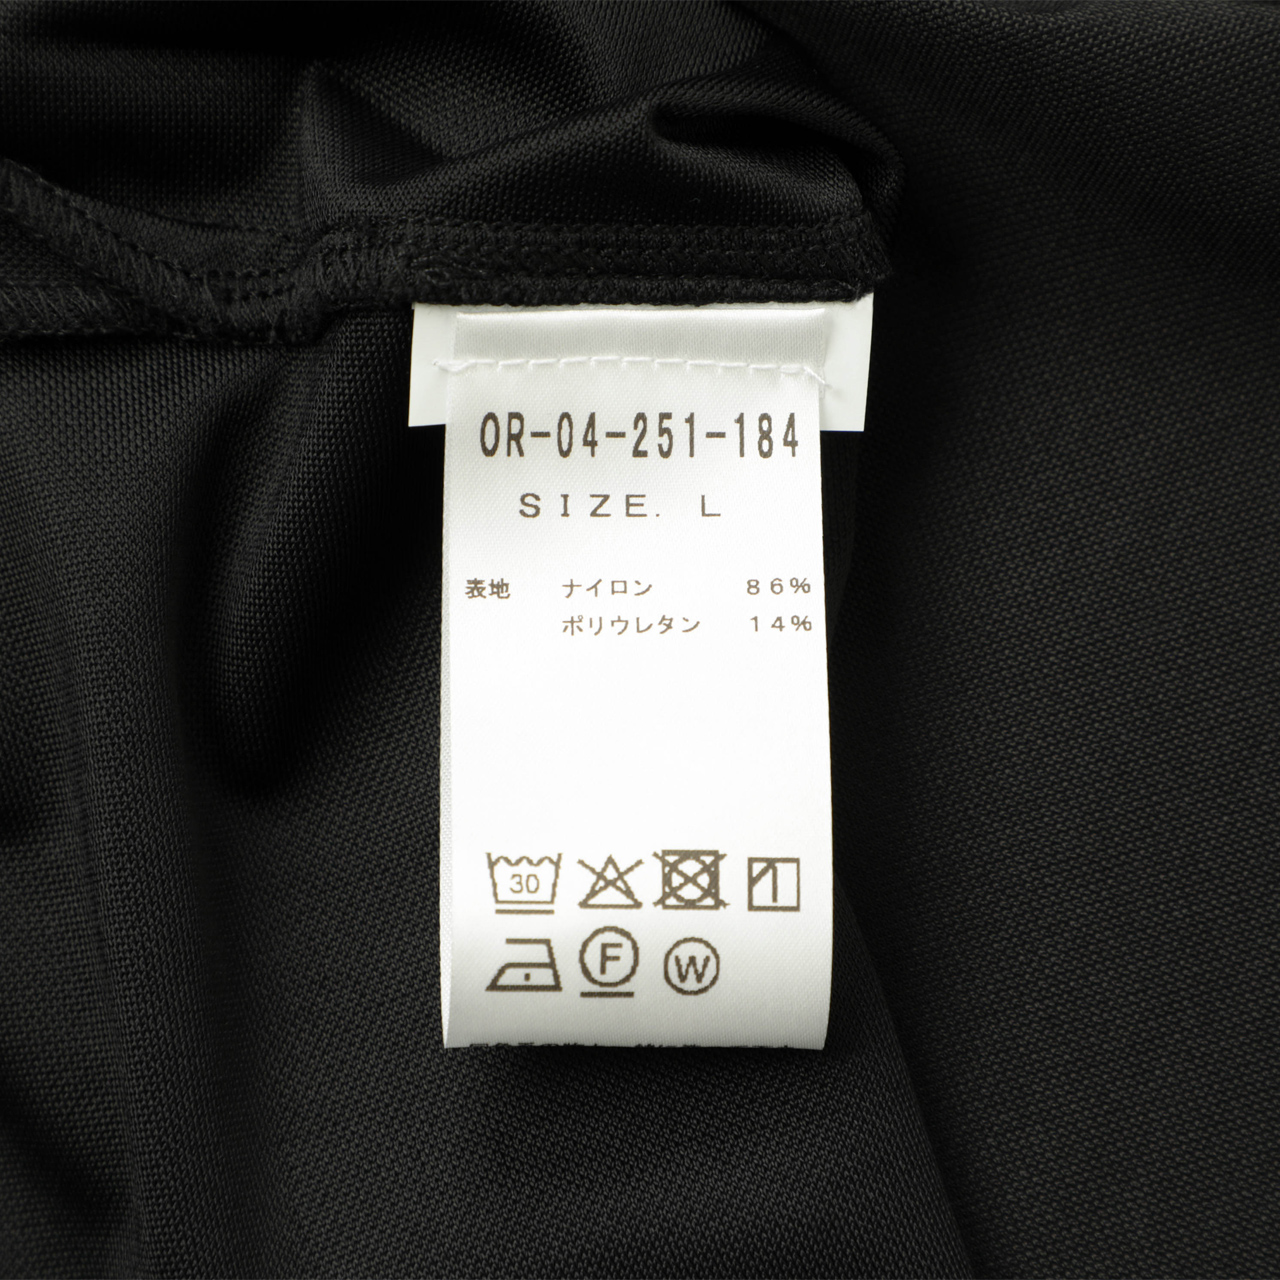 OR-04-251-184
SIZE. L
表地 ナイロン 86%
ポリウレタン 14%
30
F W